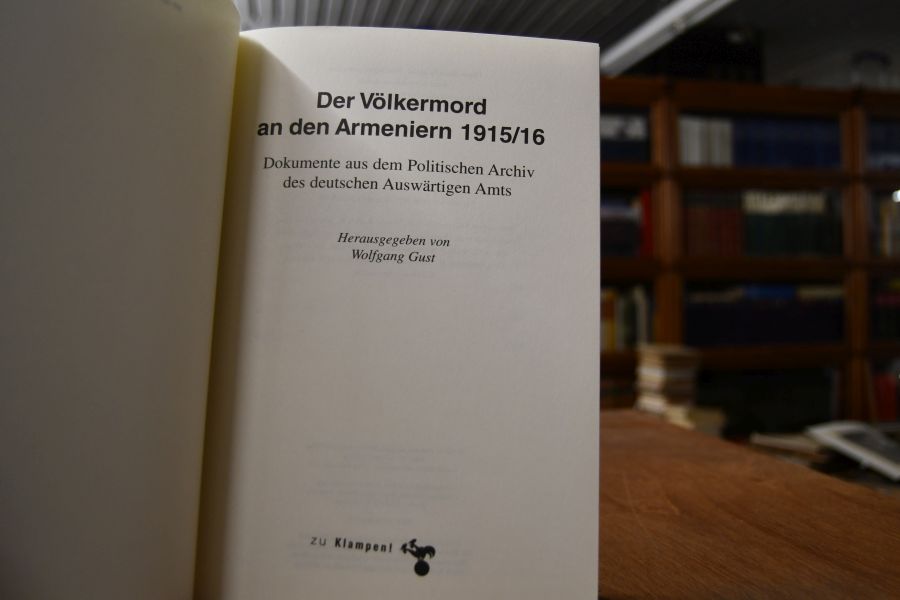 Der Völkermord
an den Armeniern 1915/16
Dokumente aus dem Politischen Archiv
des deutschen Auswärtigen Amts
Herausgegeben von
Wolfgang Gust
zu Klampen!